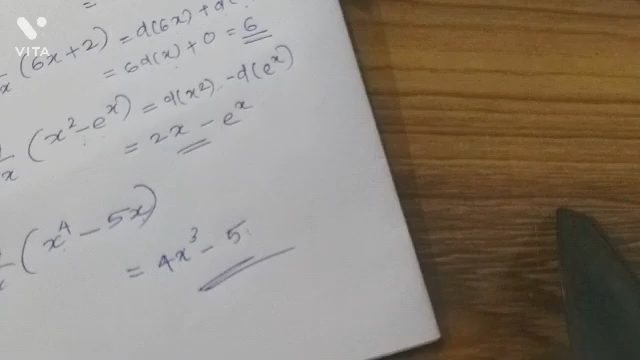 VITA
=
(6x+2) = d(6x) + d(
= 6d(x) + 0 = 6
(x² - eˣ) = d(x²) - d(eˣ)
= 2x - eˣ
(x⁴ - 5x)
= 4x³ - 5